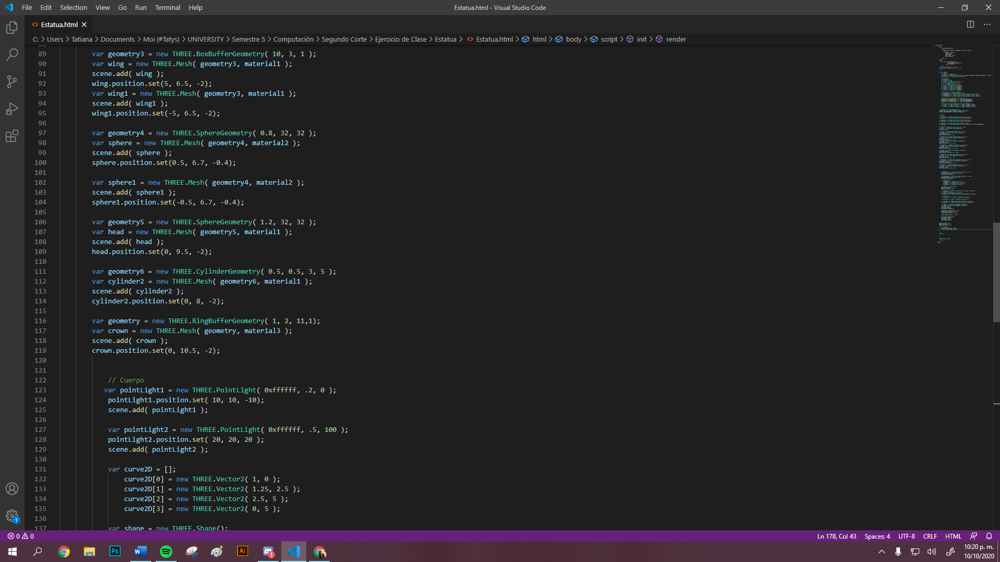 File Edit Selection View Go Run Terminal Help
Estatua.html - Visual Studio Code
Estatua.html
C: > Users > Tatiana > Documents > Moi (#Tatys) > UNIVERSITY > Semestre 5 > Computación > Segundo Corte > Ejercicio de Clase > Estatua > Estatua.html > html > body > script > init > render
89 var geometry3 = new THREE.BoxBufferGeometry( 10, 3, 1 );
90 var wing = new THREE.Mesh( geometry3, material1 );
91 scene.add( wing );
92 wing.position.set(5, 6.5, -2);
93 var wing1 = new THREE.Mesh( geometry3, material1 );
94 scene.add( wing1 );
95 wing1.position.set(-5, 6.5, -2);
96
97 var geometry4 = new THREE.SphereGeometry( 0.8, 32, 32 );
98 var sphere = new THREE.Mesh( geometry4, material2 );
99 scene.add( sphere );
100 sphere.position.set(0.5, 6.7, -0.4);
101
102 var sphere1 = new THREE.Mesh( geometry4, material2 );
103 scene.add( sphere1 );
104 sphere1.position.set(-0.5, 6.7, -0.4);
105
106 var geometry5 = new THREE.SphereGeometry( 1.2, 32, 32 );
107 var head = new THREE.Mesh( geometry5, material1 );
108 scene.add( head );
109 head.position.set(0, 9.5, -2);
110
111 var geometry6 = new THREE.CylinderGeometry( 0.5, 0.5, 3, 5 );
112 var cylinder2 = new THREE.Mesh( geometry6, material1 );
113 scene.add( cylinder2 );
114 cylinder2.position.set(0, 8, -2);
115
116 var geometry = new THREE.RingBufferGeometry( 1, 2, 11,1);
117 var crown = new THREE.Mesh( geometry, material3 );
118 scene.add( crown );
119 crown.position.set(0, 10.5, -2);
120
121
122 // Cuerpo
123 var pointLight1 = new THREE.PointLight( 0xffffff, .2, 0 );
124 pointLight1.position.set( 10, 10, -10);
125 scene.add( pointLight1 );
126
127 var pointLight2 = new THREE.PointLight( 0xffffff, .5, 100 );
128 pointLight2.position.set( 20, 20, 20 );
129 scene.add( pointLight2 );
130
131 var curve2D = [];
132 curve2D[0] = new THREE.Vector2( 1, 0 );
133 curve2D[1] = new THREE.Vector2( 1.25, 2.5 );
134 curve2D[2] = new THREE.Vector2( 2.5, 5 );
135 curve2D[3] = new THREE.Vector2( 0, 5 );
136
137 var shape = new THREE.Shape();
1
0 0
Ln 178, Col 43 Spaces: 4 UTF-8 CRLF HTML
Ps W Ai 1
10:20 p. m.
10/10/2020